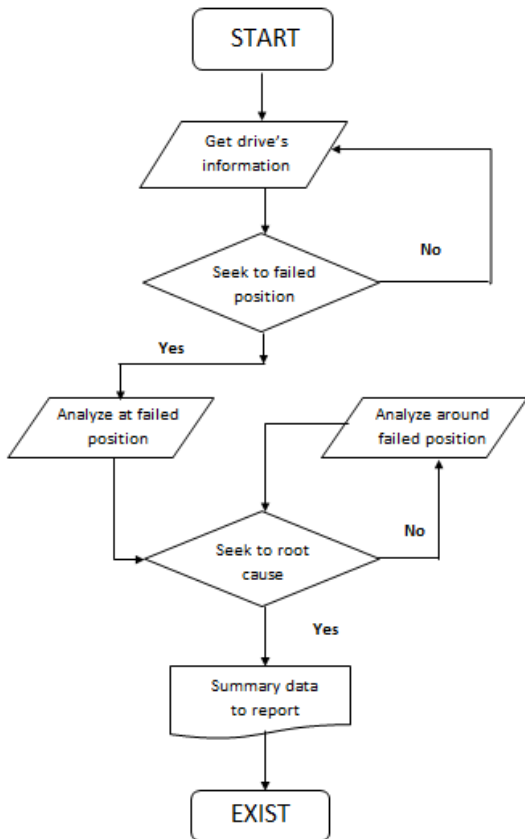 START
Get drive's
information
Seek to failed
position
No
Yes
Analyze at failed
position
Analyze around
failed position
No
Seek to root
cause
Yes
Summary data
to report
EXIST